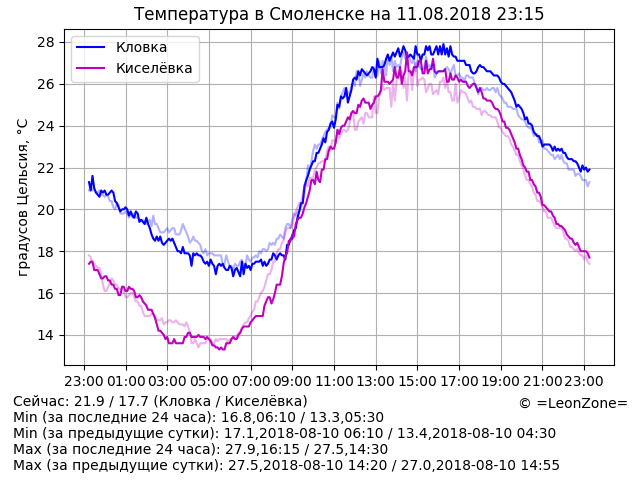 Температура в Смоленске на 11.08.2018 23:15
Кловка
Киселёвка
градусов Цельсия, °C
28
26
24
22
20
18
16
14
23:00 01:00 03:00 05:00 07:00 09:00 11:00 13:00 15:00 17:00 19:00 21:00 23:00
Сейчас: 21.9 / 17.7 (Кловка / Киселёвка)
© =LeonZone=
Min (за последние 24 часа): 16.8,06:10 / 13.3,05:30
Min (за предыдущие сутки): 17.1,2018-08-10 06:10 / 13.4,2018-08-10 04:30
Max (за последние 24 часа): 27.9,16:15 / 27.5,14:30
Max (за предыдущие сутки): 27.5,2018-08-10 14:20 / 27.0,2018-08-10 14:55